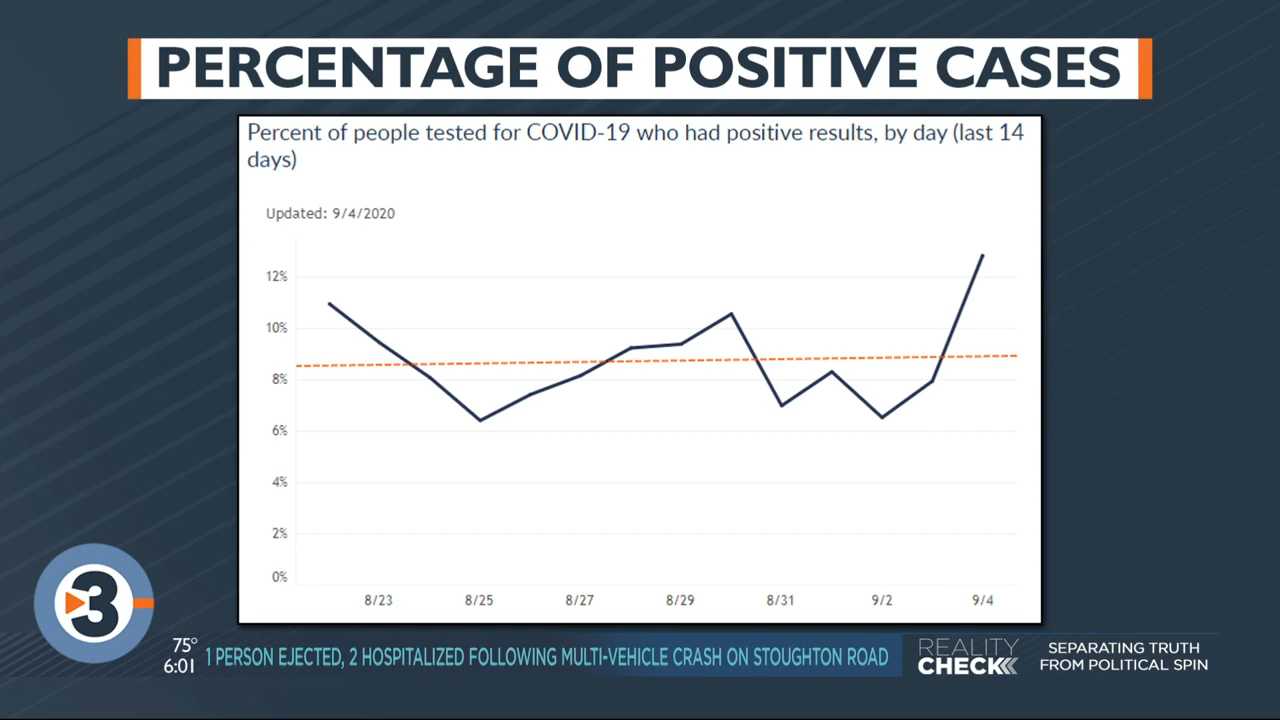 PERCENTAGE OF POSITIVE CASES
Percent of people tested for COVID-19 who had positive results, by day (last 14
days)
Updated: 9/4/2020
12%
10%
8%
6%
4%
2%
0%
8/23 8/25 8/27 8/29 8/31 9/2 9/4
3
75°
6:01
1 PERSON EJECTED, 2 HOSPITALIZED FOLLOWING MULTI-VEHICLE CRASH ON STOUGHTON ROAD
REALITY
CHECK
SEPARATING TRUTH
FROM POLITICAL SPIN